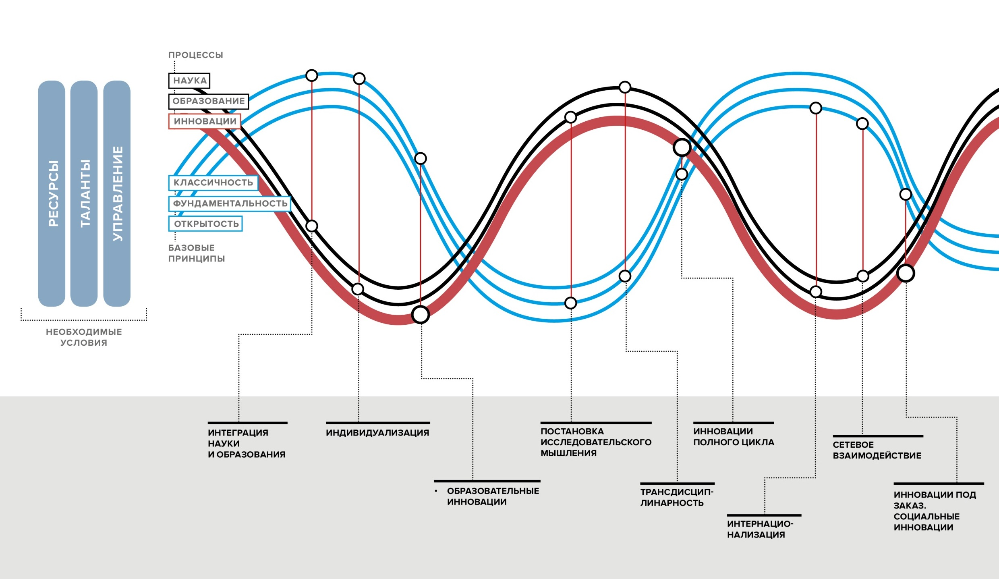 РЕСУРСЫ
ТАЛАНТЫ
УПРАВЛЕНИЕ
НЕОБХОДИМЫЕ
УСЛОВИЯ
ПРОЦЕССЫ
НАУКА
ОБРАЗОВАНИЕ
ИННОВАЦИИ
КЛАССИЧНОСТЬ
ФУНДАМЕНТАЛЬНОСТЬ
ОТКРЫТОСТЬ
БАЗОВЫЕ
ПРИНЦИПЫ
ИНТЕГРАЦИЯ
НАУКИ
И ОБРАЗОВАНИЯ
ИНДИВИДУАЛИЗАЦИЯ
• ОБРАЗОВАТЕЛЬНЫЕ
ИННОВАЦИИ
ПОСТАНОВКА
ИССЛЕДОВАТЕЛЬСКОГО
МЫШЛЕНИЯ
ТРАНСДИСЦИП-
ЛИНАРНОСТЬ
ИННОВАЦИИ
ПОЛНОГО ЦИКЛА
ИНТЕРНАЦИО-
НАЛИЗАЦИЯ
СЕТЕВОЕ
ВЗАИМОДЕЙСТВИЕ
ИННОВАЦИИ ПОД
ЗАКАЗ.
СОЦИАЛЬНЫЕ
ИННОВАЦИИ